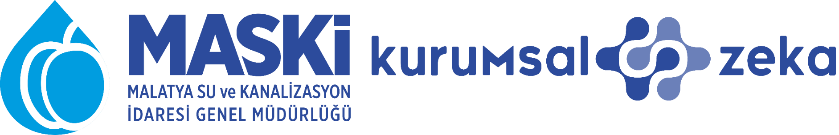 MASKi
MALATYA SU ve KANALİZASYON
İDARESİ GENEL MÜDÜRLÜĞÜ
kurumsal zeka